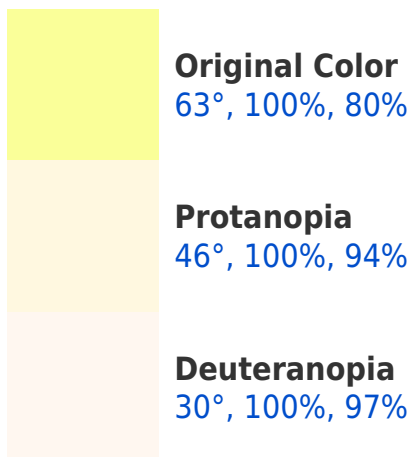 Original Color
63°, 100%, 80%
Protanopia
46°, 100%, 94%
Deuteranopia
30°, 100%, 97%